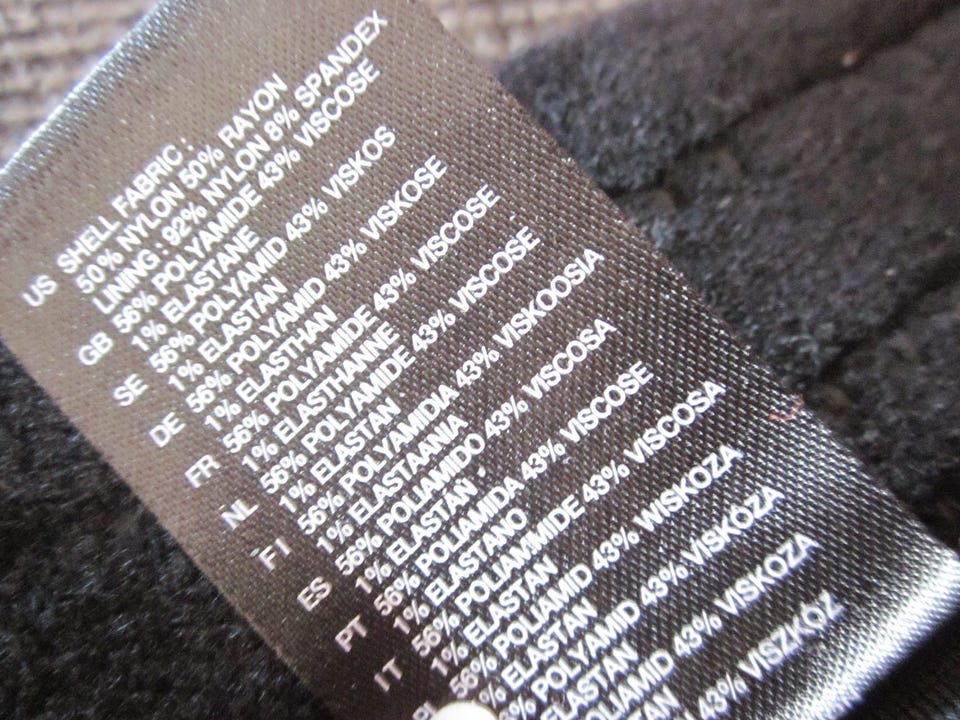 US SHELL FABRIC:
50% NYLON 50% RAYON
LINING: 92% NYLON 8% SPANDEX
GB 56% POLYAMIDE 43% VISCOSE
1% ELASTANE
SE 56% POLYAMID 43% VISKOS
1% ELASTAN
DE 56% POLYAMID 43% VISKOSE
1% ELASTHAN
FR 56% POLYAMIDE 43% VISCOSE
1% ELASTHANNE
NL 56% POLYAMIDE 43% VISCOSE
1% ELASTAN
FI 56% POLYAMIDIA 43% VISKOOSIA
1% ELASTAANIA
ES 56% POLIAMIDO 43% VISCOSA
1% ELASTÁN
PT 56% POLIAMIDA 43% VISCOSE
1% ELASTANO
IT 56% POLIAMMIDE 43% VISCOSA
1% ELASTAN
56% POLIAMID 43% WISKOZA
% ELASTAN
6% POLYAMID 43% VISKÓZA
ELASTAN
OLIAMID 43% VISKOZA
STAN
43% VISZKÓZ